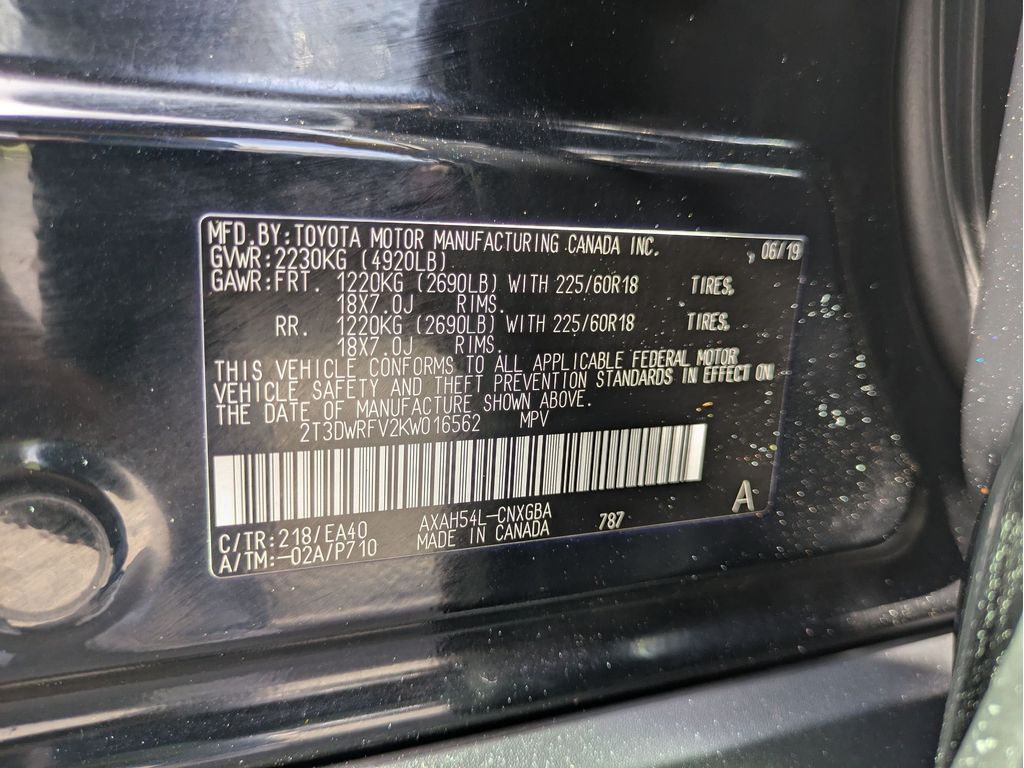 MFD.BY:TOYOTA MOTOR MANUFACTURING CANADA INC. 06/19
GVWR:2230KG (4920LB)
GAWR:FRT. 1220KG (2690LB) WITH 225/60R18 TIRES,
18X7.0J RIMS.
RR. 1220KG (2690LB) WITH 225/60R18 TIRES,
18X7.0J RIMS.
THIS VEHICLE CONFORMS TO ALL APPLICABLE FEDERAL MOTOR
VEHICLE SAFETY AND THEFT PREVENTION STANDARDS IN EFFECT ON
THE DATE OF MANUFACTURE SHOWN ABOVE.
2T3DWRFV2KW016562 MPV
C/TR:218/EA40 AXAH54L-CNXGBA 787 A
A/TM:-02A/P710 MADE IN CANADA